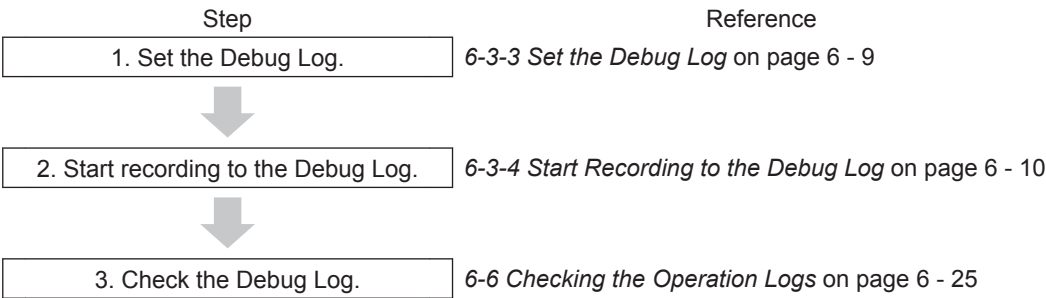 Step Reference
1. Set the Debug Log. 6-3-3 Set the Debug Log on page 6 - 9
2. Start recording to the Debug Log. 6-3-4 Start Recording to the Debug Log on page 6 - 10
3. Check the Debug Log. 6-6 Checking the Operation Logs on page 6 - 25